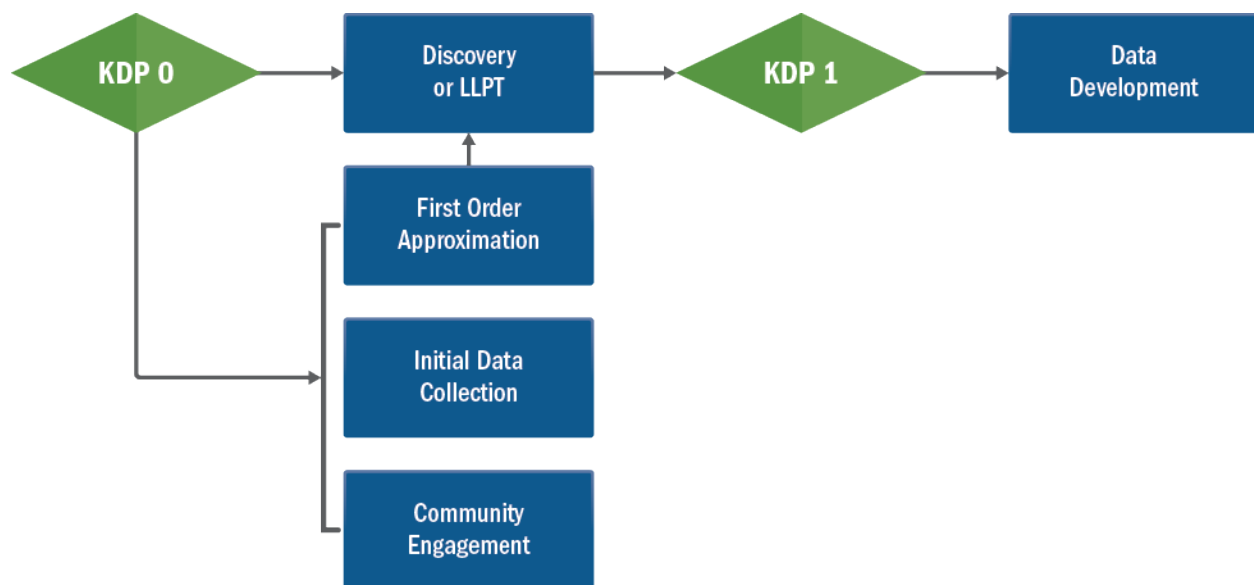 KDP 0
Discovery
or LLPT
KDP 1
Data
Development
First Order
Approximation
Initial Data
Collection
Community
Engagement